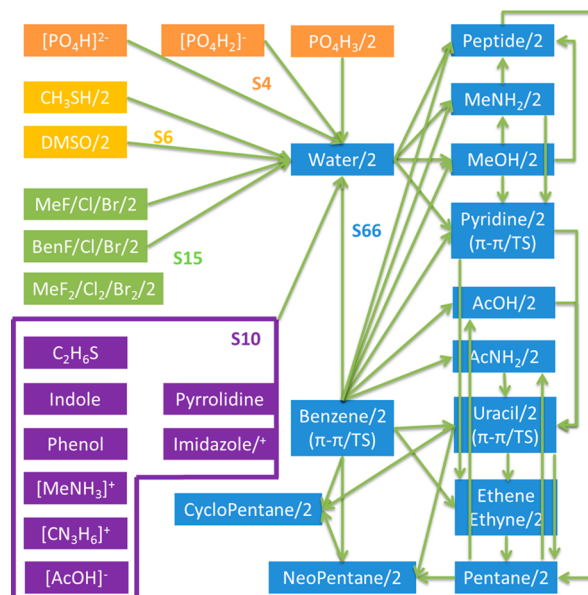 [PO₄H]²⁻
[PO₄H₂]⁻
PO₄H₃/2
Peptide/2
S4
CH₃SH/2
MeNH₂/2
DMSO/2
S6
Water/2
MeOH/2
MeF/Cl/Br/2
S66
Pyridine/2
(π-π/TS)
BenF/Cl/Br/2
S15
MeF₂/Cl₂/Br₂/2
AcOH/2
S10
C₂H₆S
AcNH₂/2
Indole
Pyrrolidine
Benzene/2
(π-π/TS)
Uracil/2
(π-π/TS)
Phenol
Imidazole/⁺
[MeNH₃]⁺
CycloPentane/2
Ethene
Ethyne/2
[CN₃H₆]⁺
[AcOH]⁻
NeoPentane/2
Pentane/2